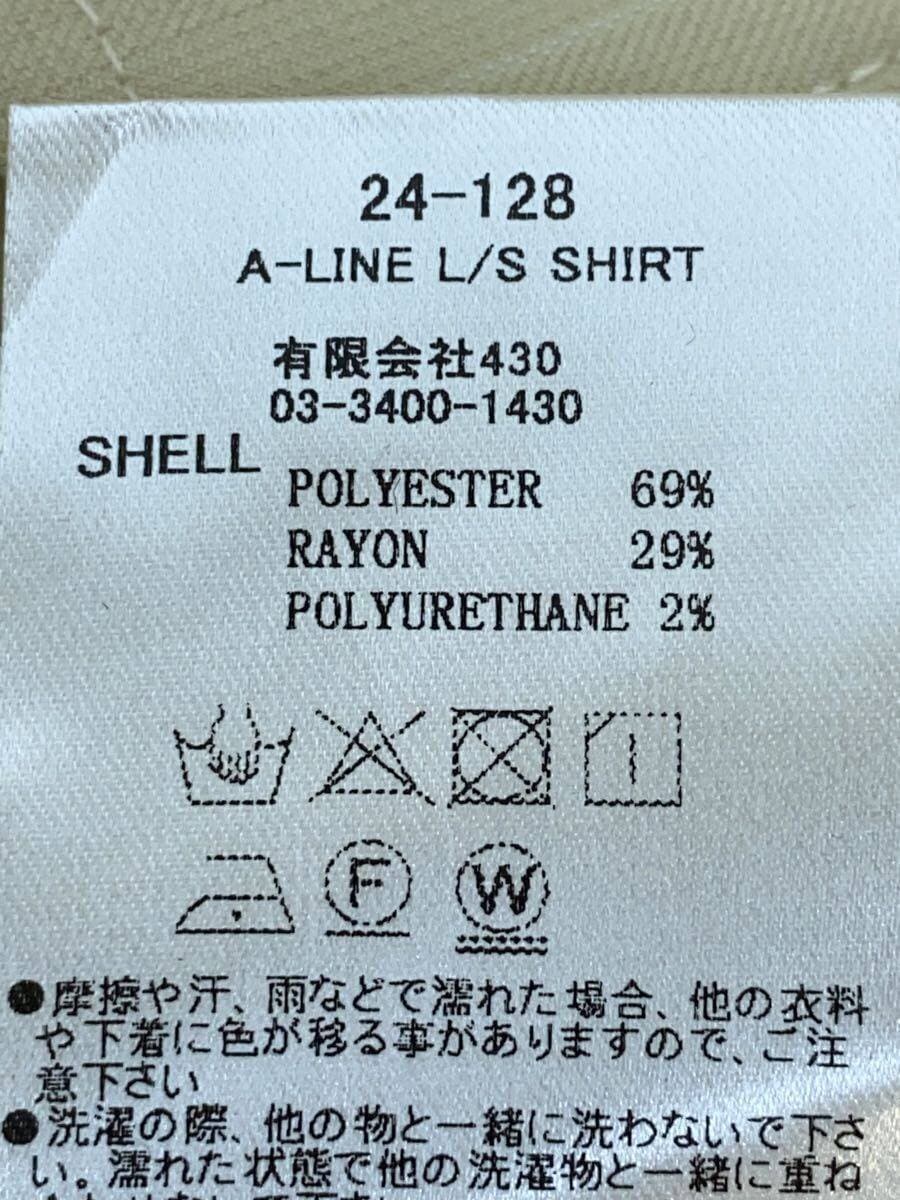 24-128
A-LINE L/S SHIRT
有限会社430
03-3400-1430
SHELL
POLYESTER 69%
RAYON 29%
POLYURETHANE 2%
F W
●摩擦や汗、雨などで濡れた場合、他の衣料
や下着に色が移る事がありますので、ご注
意下さい
●洗濯の際、他の物と一緒に洗わないで下さ
い。濡れた状態で他の洗濯物と一緒に重ね